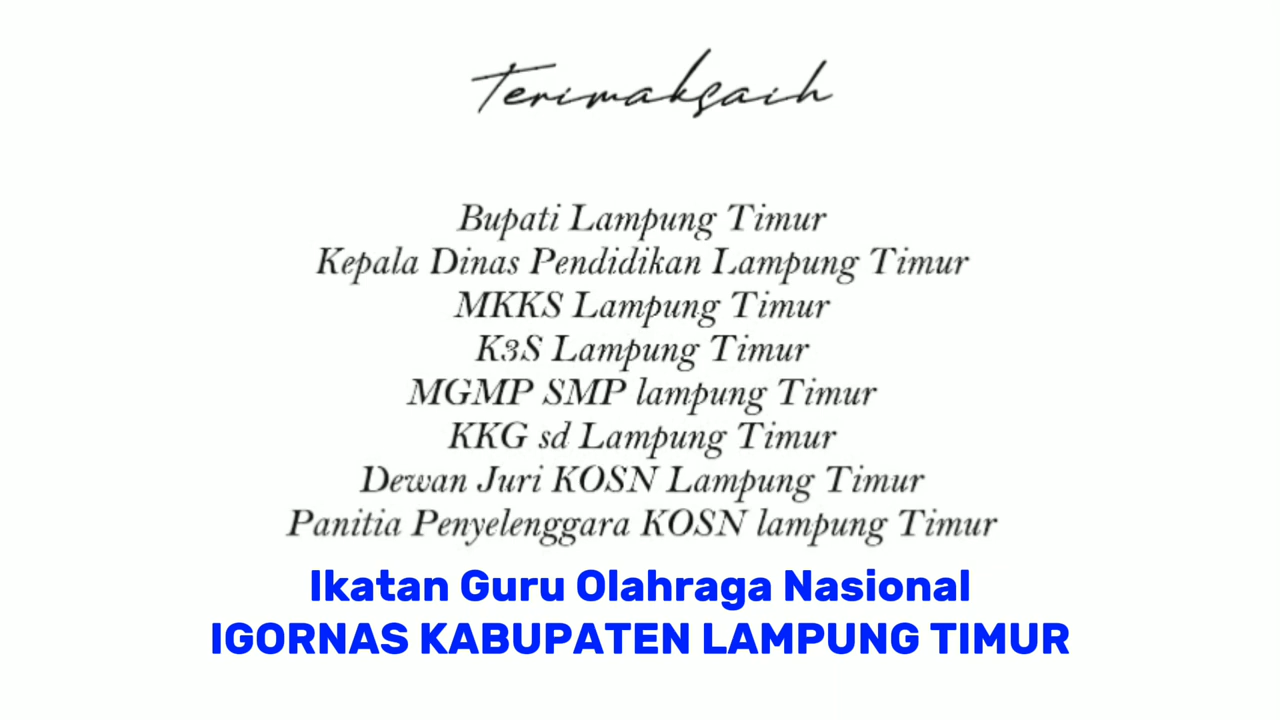 Terimaksaih
Bupati Lampung Timur
Kepala Dinas Pendidikan Lampung Timur
MKKS Lampung Timur
K3S Lampung Timur
MGMP SMP lampung Timur
KKG sd Lampung Timur
Dewan Juri KOSN Lampung Timur
Panitia Penyelenggara KOSN lampung Timur
Ikatan Guru Olahraga Nasional
IGORNAS KABUPATEN LAMPUNG TIMUR